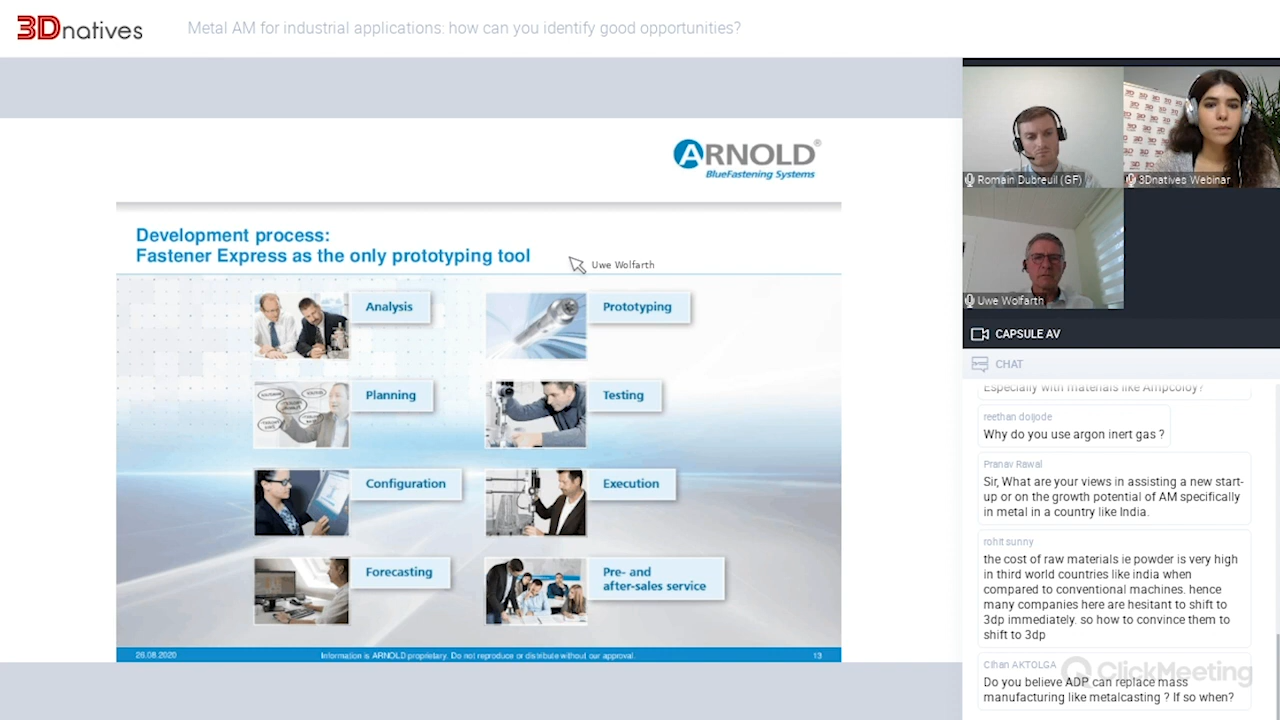 3Dnatives
Metal AM for industrial applications: how can you identify good opportunities?
ARNOLD®
BlueFastening Systems
Development process:
Fastener Express as the only prototyping tool
Uwe Wolfarth
Analysis
Prototyping
Planning
Testing
Configuration
Execution
Forecasting
Pre- and
after-sales service
26.08.2020
Information is ARNOLD proprietary. Do not reproduce or distribute without our approval.
13
Romain Dubreuil (GF)
3Dnatives Webinar
Uwe Wolfarth
CAPSULE AV
CHAT
Especially with materials like Ampcoloy?
reethan doijode
Why do you use argon inert gas ?
Pranav Rawal
Sir, What are your views in assisting a new start-
up or on the growth potential of AM specifically
in metal in a country like India.
rohit sunny
the cost of raw materials ie powder is very high
in third world countries like india when
compared to conventional machines. hence
many companies here are hesitant to shift to
3dp immediately. so how to convince them to
shift to 3dp
Cihan AKTOLGA
Do you believe ADP can replace mass
manufacturing like metalcasting ? If so when?
ClickMeeting